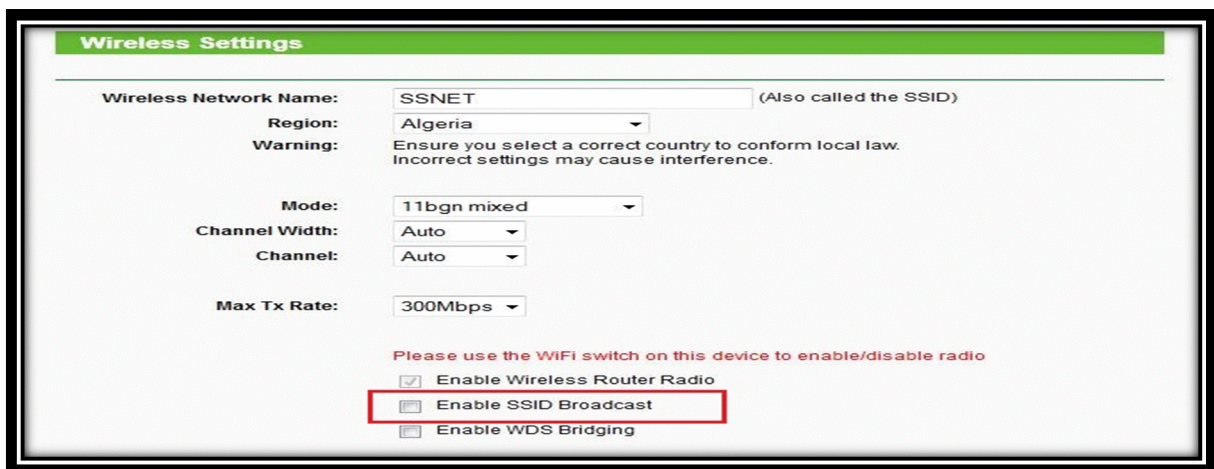 Wireless Settings
Wireless Network Name: SSNET (Also called the SSID)
Region: Algeria
Warning: Ensure you select a correct country to conform local law.
Incorrect settings may cause interference.
Mode: 11bgn mixed
Channel Width: Auto
Channel: Auto
Max Tx Rate: 300Mbps
Please use the WiFi switch on this device to enable/disable radio
Enable Wireless Router Radio
Enable SSID Broadcast
Enable WDS Bridging